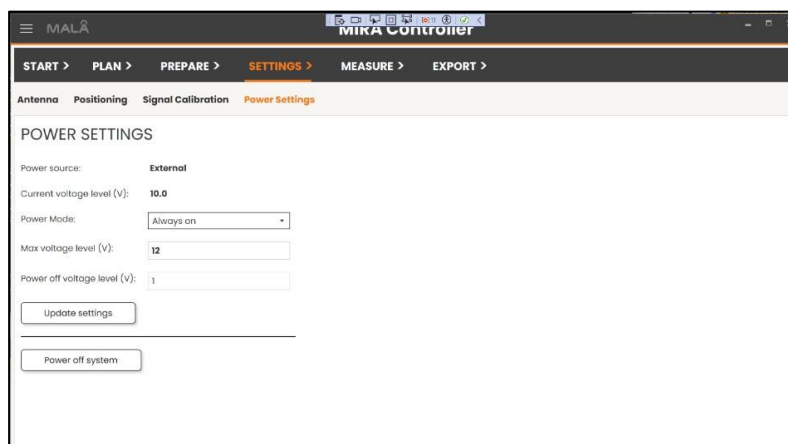 MALÅ
MIRA Controller
START > PLAN > PREPARE > SETTINGS > MEASURE > EXPORT >
Antenna Positioning Signal Calibration Power Settings
POWER SETTINGS
Power source: External
Current voltage level (V): 10.0
Power Mode: Always on
Max voltage level (V): 12
Power off voltage level (V): 1
Update settings
Power off system